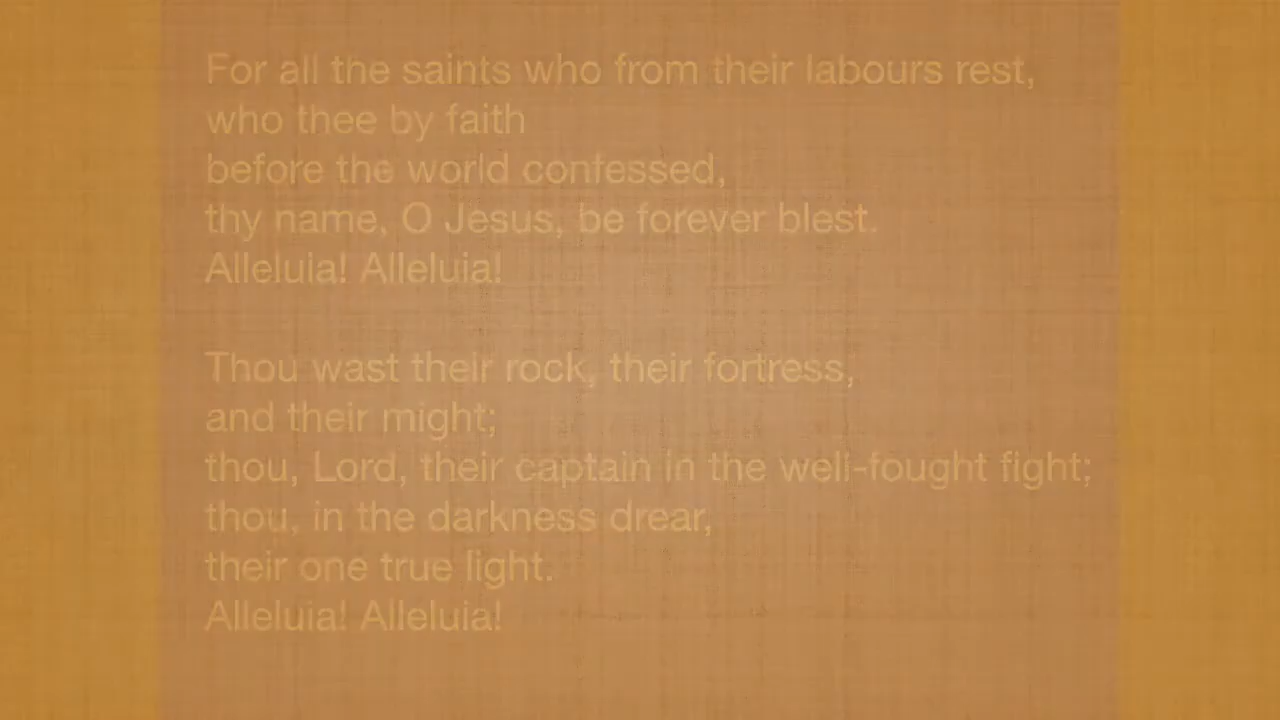 For all the saints who from their labours rest,
who thee by faith
before the world confessed,
thy name, O Jesus, be forever blest.
Alleluia! Alleluia!
Thou wast their rock, their fortress,
and their might;
thou, Lord, their captain in the well-fought fight;
thou, in the darkness drear,
their one true light.
Alleluia! Alleluia!